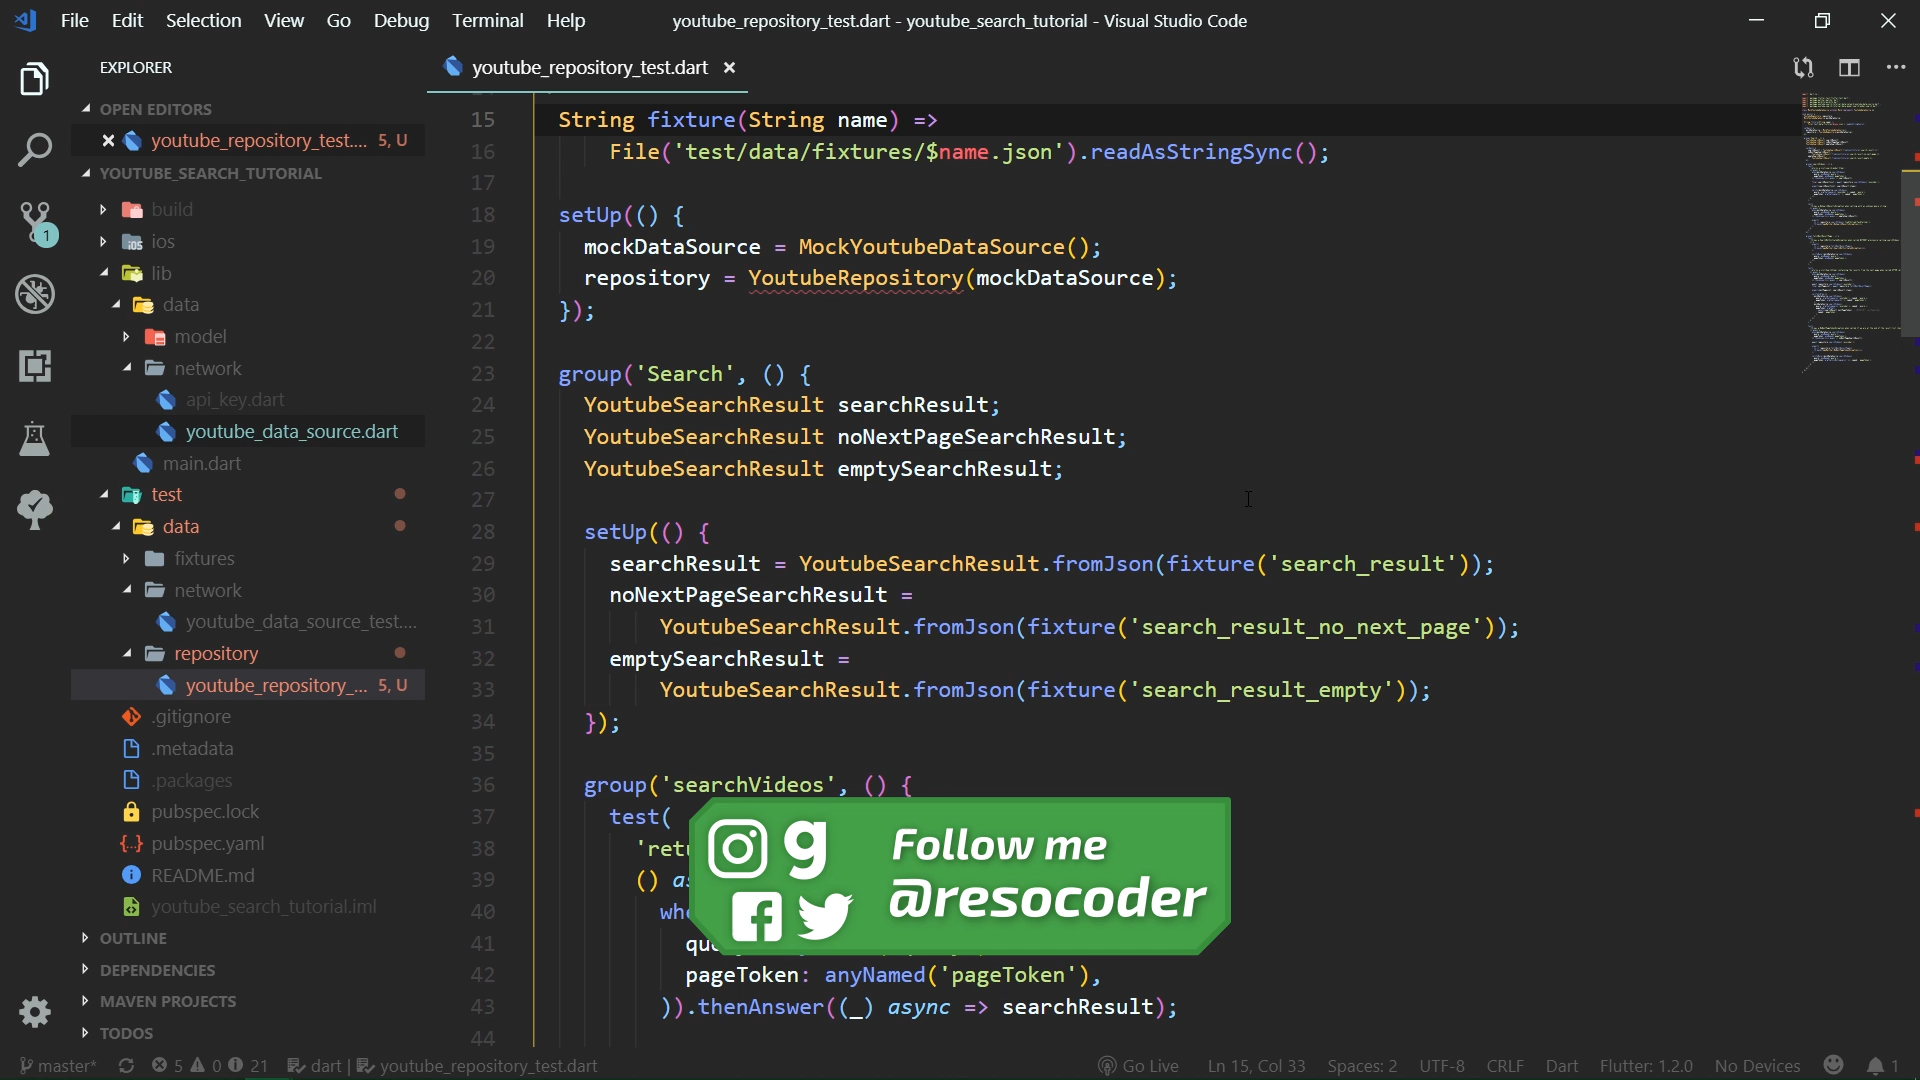 File Edit Selection View Go Debug Terminal Help
youtube_repository_test.dart - youtube_search_tutorial - Visual Studio Code
EXPLORER
OPEN EDITORS
youtube_repository_test.... 5, U
YOUTUBE_SEARCH_TUTORIAL
build
ios
lib
data
model
network
api_key.dart
youtube_data_source.dart
main.dart
test
data
fixtures
network
youtube_data_source_test....
repository
youtube_repository_... 5, U
.gitignore
.metadata
.packages
pubspec.lock
pubspec.yaml
README.md
youtube_search_tutorial.iml
OUTLINE
DEPENDENCIES
MAVEN PROJECTS
TODOS
1
youtube_repository_test.dart
15 String fixture(String name) =>
16 File('test/data/fixtures/$name.json').readAsStringSync();
17
18 setUp(() {
19 mockDataSource = MockYoutubeDataSource();
20 repository = YoutubeRepository(mockDataSource);
21 });
22
23 group('Search', () {
24 YoutubeSearchResult searchResult;
25 YoutubeSearchResult noNextPageSearchResult;
26 YoutubeSearchResult emptySearchResult;
27
28 setUp(() {
29 searchResult = YoutubeSearchResult.fromJson(fixture('search_result'));
30 noNextPageSearchResult =
31 YoutubeSearchResult.fromJson(fixture('search_result_no_next_page'));
32 emptySearchResult =
33 YoutubeSearchResult.fromJson(fixture('search_result_empty'));
34 });
35
36 group('searchVideos', () {
37 test(
38
39 ()
40
41
42 pageToken: anyNamed('pageToken'),
43 )).thenAnswer((_) async => searchResult);
44
Follow me
@resocoder
master* 5 0 21 dart | youtube_repository_test.dart Go Live Ln 15, Col 33 Spaces: 2 UTF-8 CRLF Dart Flutter: 1.2.0 No Devices 1